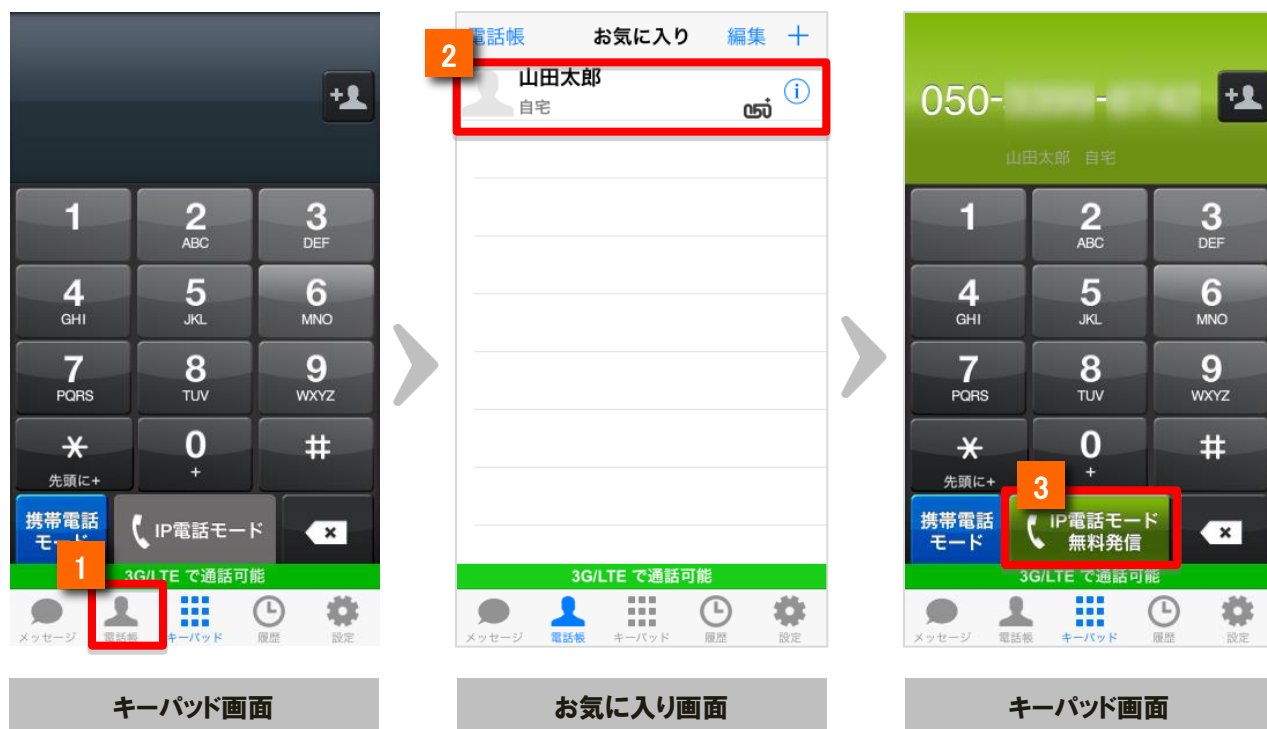 1
2 ABC
3 DEF
4 GHI
5 JKL
6 MNO
7 PQRS
8 TUV
9 WXYZ
先頭に+
0 +
#
携帯電話
モード
IP電話モード
3G/LTE で通話可能
1
メッセージ
電話帳
キーパッド
履歴
設定
キーパッド画面
2
電話帳 お気に入り 編集 +
山田太郎
自宅
050+
3G/LTE で通話可能
メッセージ
電話帳
キーパッド
履歴
設定
お気に入り画面
050- -
山田太郎 自宅
1
2 ABC
3 DEF
4 GHI
5 JKL
6 MNO
7 PQRS
8 TUV
9 WXYZ
先頭に+
0 +
#
3
携帯電話
モード
IP電話モード
無料発信
3G/LTE で通話可能
メッセージ
電話帳
キーパッド
履歴
設定
キーパッド画面